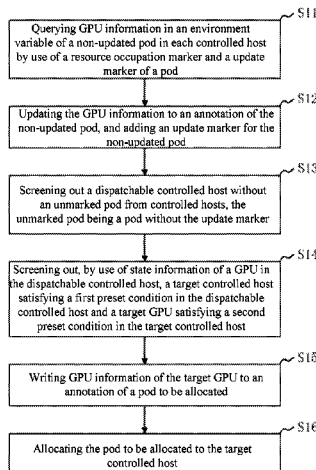 S11
Querying GPU information in an environment
variable of a non-updated pod in each controlled host
by use of a resource occupation marker and a update
marker of a pod
S12
Updating the GPU information to an annotation of the
non-updated pod, and adding an update marker for the
non-updated pod
S13
Screening out a dispatchable controlled host without
an unmarked pod from controlled hosts, the
unmarked pod being a pod without the update marker
S14
Screening out, by use of state information of a GPU in
the dispatchable controlled host, a target controlled host
satisfying a first preset condition in the dispatchable
controlled host and a target GPU satisfying a second
preset condition in the target controlled host
S15
Writing GPU information of the target GPU to an
annotation of a pod to be allocated
S16
Allocating the pod to be allocated to the target
controlled host